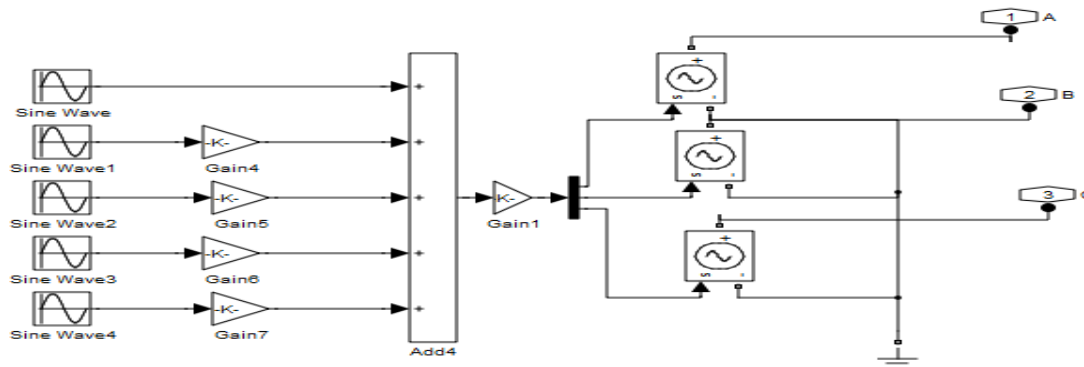 1 A
Sine Wave
2 B
-K-
Sine Wave1 Gain4
-K- -K-
Sine Wave2 Gain5 Gain1
3
-K-
Sine Wave3 Gain6
-K-
Sine Wave4 Gain7
Add4